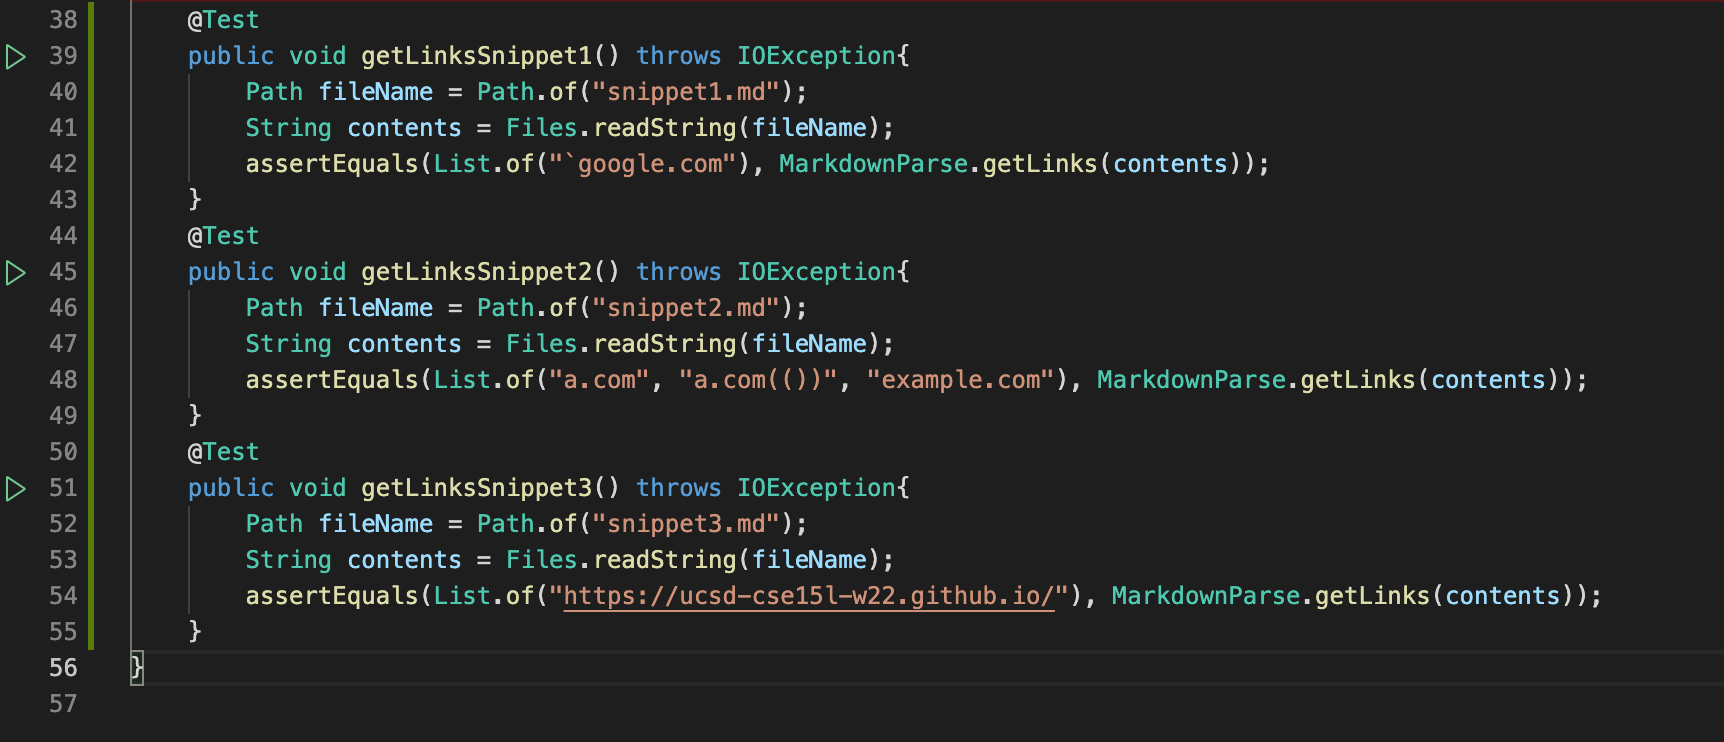 38 @Test
39 public void getLinksSnippet1() throws IOException{
40 Path fileName = Path.of("snippet1.md");
41 String contents = Files.readString(fileName);
42 assertEquals(List.of("`google.com"), MarkdownParse.getLinks(contents));
43 }
44 @Test
45 public void getLinksSnippet2() throws IOException{
46 Path fileName = Path.of("snippet2.md");
47 String contents = Files.readString(fileName);
48 assertEquals(List.of("a.com", "a.com(())", "example.com"), MarkdownParse.getLinks(contents));
49 }
50 @Test
51 public void getLinksSnippet3() throws IOException{
52 Path fileName = Path.of("snippet3.md");
53 String contents = Files.readString(fileName);
54 assertEquals(List.of("https://ucsd-cse15l-w22.github.io/"), MarkdownParse.getLinks(contents));
55 }
56 }
57